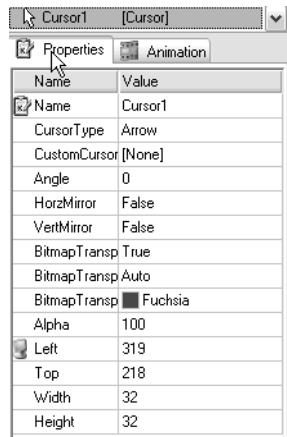 Cursor1 [Cursor]
Properties Animation
Name Value
Name Cursor1
CursorType Arrow
CustomCursor [None]
Angle 0
HorzMirror False
VertMirror False
BitmapTransp True
BitmapTransp Auto
BitmapTransp Fuchsia
Alpha 100
Left 319
Top 218
Width 32
Height 32